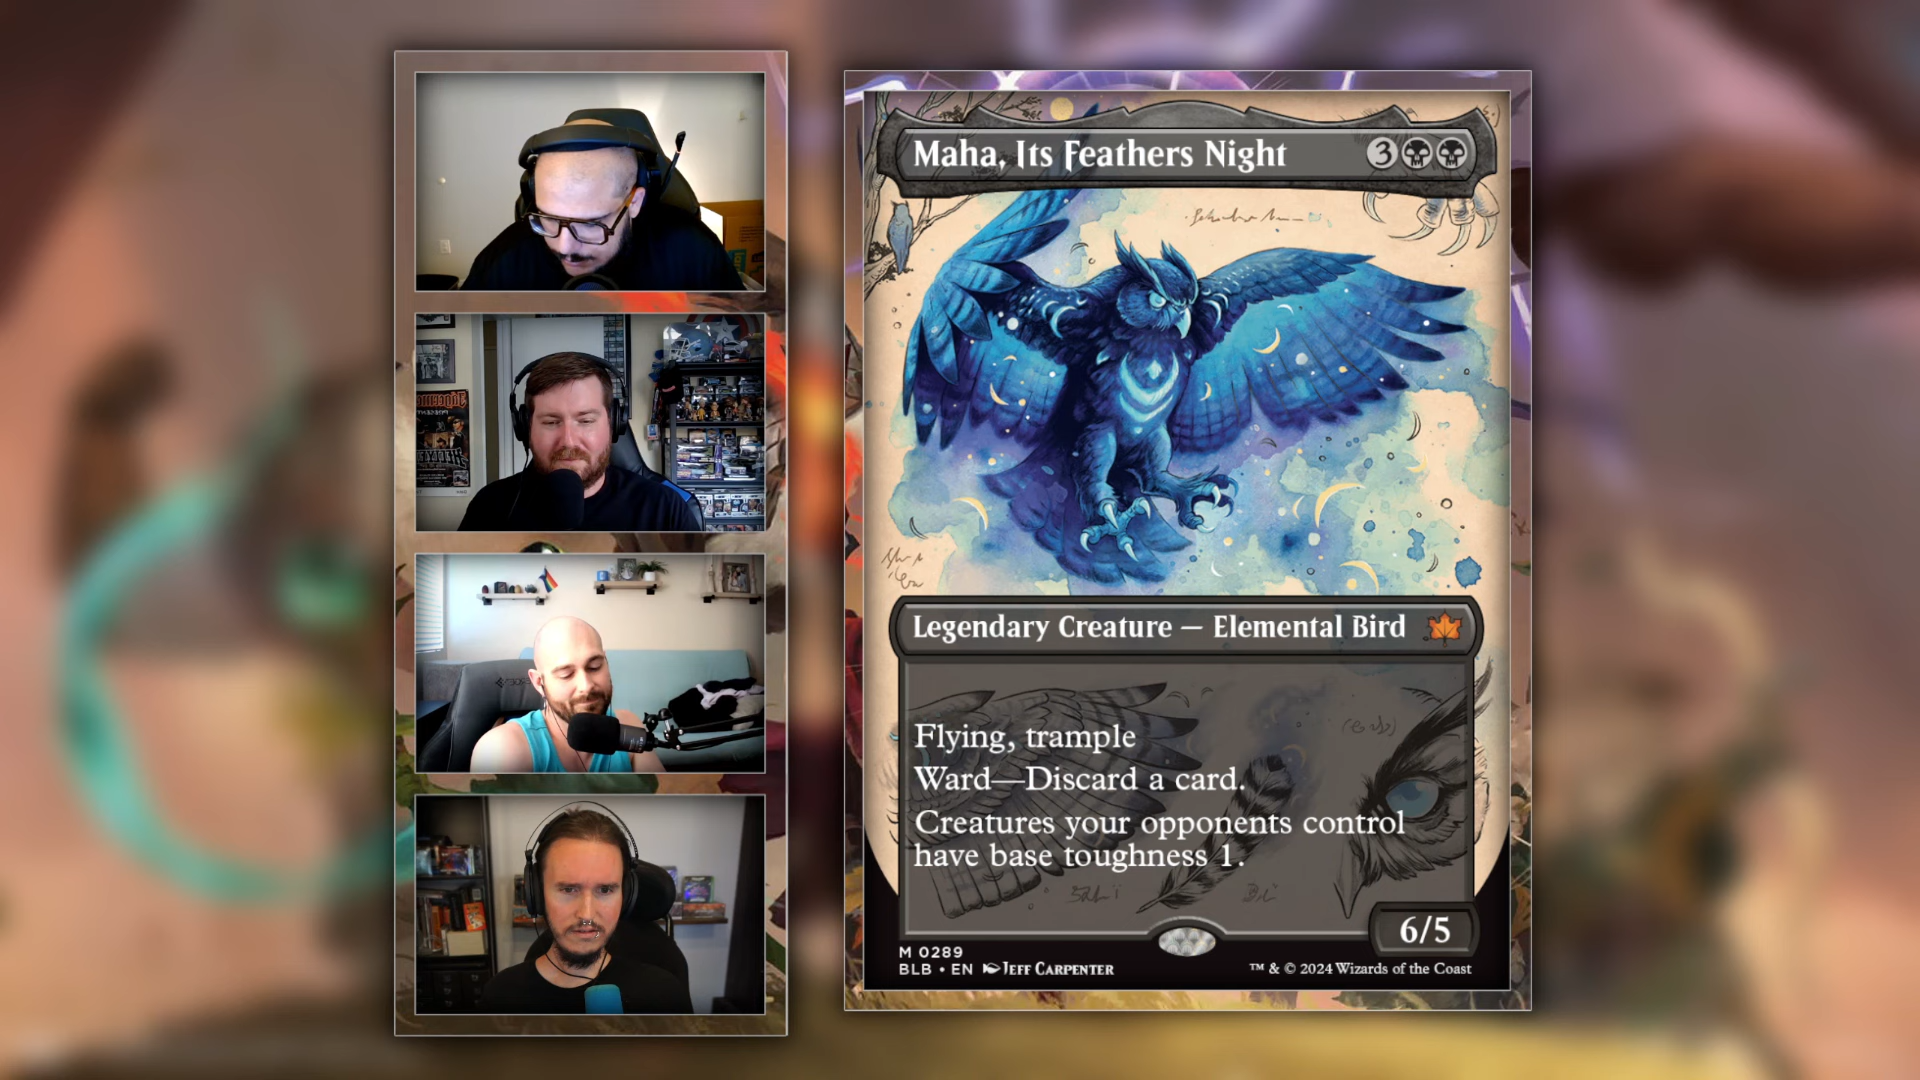 Maha, Its Feathers Night
3
Legendary Creature — Elemental Bird
Flying, trample
Ward—Discard a card.
Creatures your opponents control
have base toughness 1.
6/5
M 0289
BLB • EN Jeff Carpenter
™ & © 2024 Wizards of the Coast